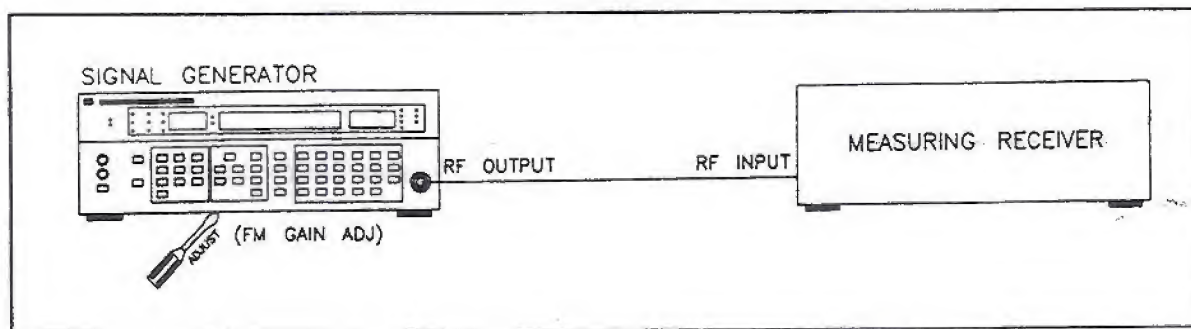 SIGNAL GENERATOR
MEASURING RECEIVER
RF OUTPUT
RF INPUT
ADJUST
(FM GAIN ADJ)